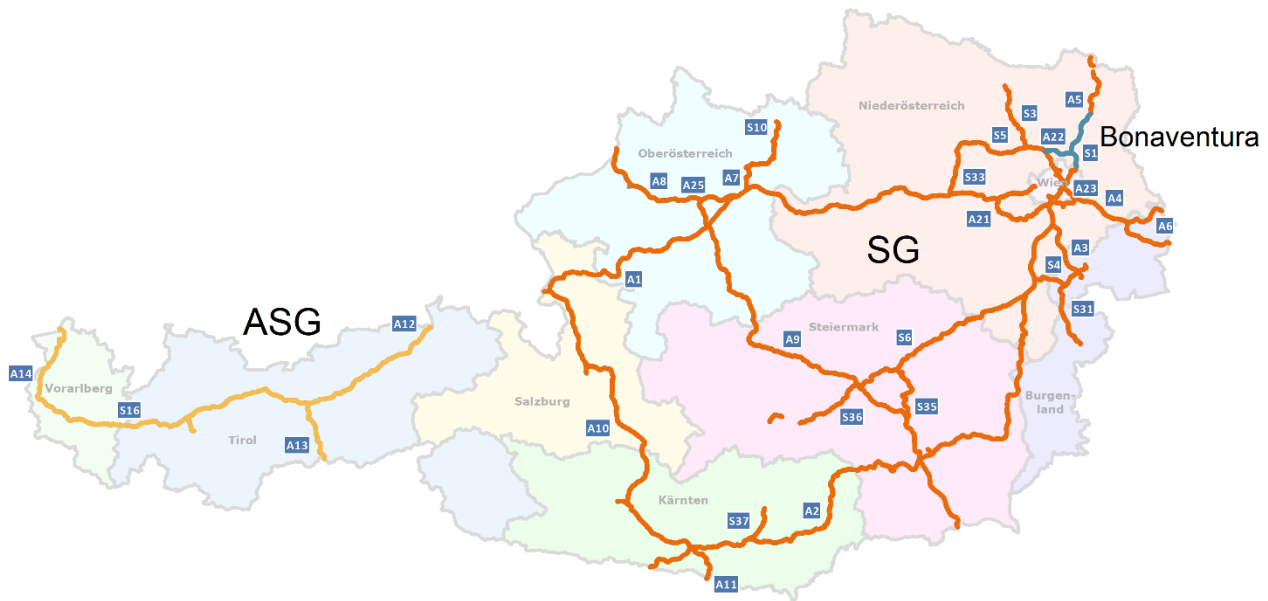 A5
Niederösterreich
S3
S10
S5
A22
Bonaventura
Oberösterreich
S1
A8
A25
A7
S33
Wien
A23
A4
A21
A6
SG
A3
S4
A1
ASG
A12
S31
Steiermark
A9
S6
A14
Vorarlberg
S16
Salzburg
Burgen-
land
S36
S35
A10
Tirol
A13
Kärnten
A2
S37
A11